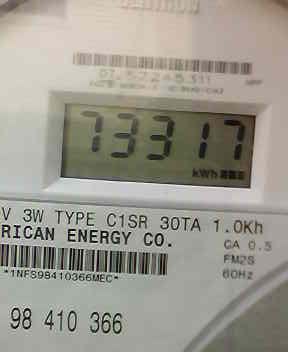 73317
kWh
V 3W TYPE C1SR 30TA 1.0Kh
RICAN ENERGY CO.
CA 0.5
FM2S
60Hz
*1NFS98410366MEC*
98 410 366